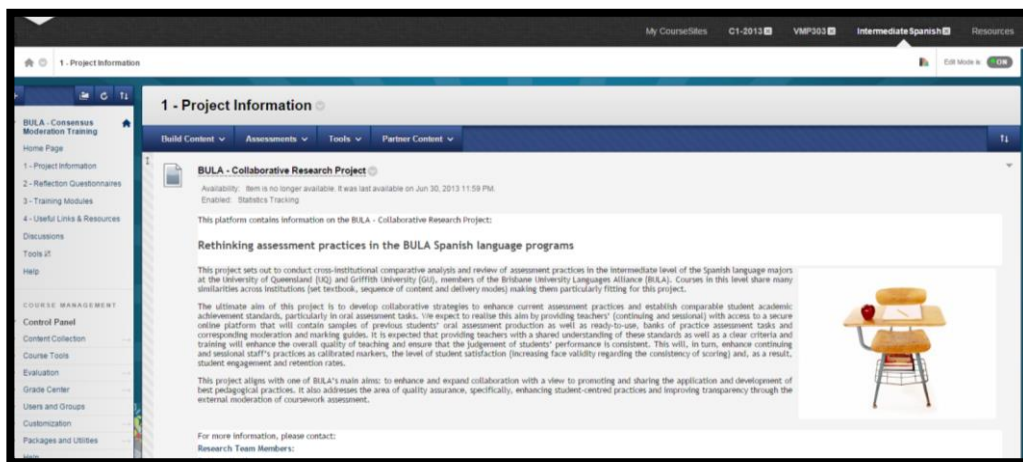 My CourseSites C1-2013 VMP303 IntermediateSpanish Resources
1 - Project Information
Edit Mode is: ON
BULA - Consensus
Moderation Training
Home Page
1 - Project Information
2 - Reflection Questionnaires
3 - Training Modules
4 - Useful Links & Resources
Discussions
Tools
Help
COURSE MANAGEMENT
Control Panel
Content Collection
Course Tools
Evaluation
Grade Center
Users and Groups
Customization
Packages and Utilities
Help
1 - Project Information
Build Content Assessments Tools Partner Content
BULA - Collaborative Research Project
Availability: Item is no longer available. It was last available on Jun 30, 2013 11:59 PM.
Enabled: Statistics Tracking
This platform contains information on the BULA - Collaborative Research Project:
Rethinking assessment practices in the BULA Spanish language programs
This project sets out to conduct cross-institutional comparative analysis and review of assessment practices in the intermediate level of the Spanish language majors
at the University of Queensland (UQ) and Griffith University (GU), members of the Brisbane University Languages Alliance (BULA). Courses in this level share many
similarities across institutions (set textbook, sequence of content and delivery modes) making them particularly fitting for this project.
The ultimate aim of this project is to develop collaborative strategies to enhance current assessment practices and establish comparable student academic
achievement standards, particularly in oral assessment tasks. We expect to realise this aim by providing teachers (continuing and sessional) with access to a secure
online platform that will contain samples of previous students' oral assessment production as well as ready-to-use, banks of practice assessment tasks and
corresponding moderation and marking guides. It is expected that providing teachers with a shared understanding of these standards as well as a clear criteria and
training will enhance the overall quality of teaching and ensure that the judgement of students' performance is consistent. This will, in turn, enhance continuing
and sessional staff's practices as calibrated markers, the level of student satisfaction (increasing face validity regarding the consistency of scoring) and, as a result,
student engagement and retention rates.
This project aligns with one of BULA's main aims: to enhance and expand collaboration with a view to promoting and sharing the application and development of
best pedagogical practices. It also addresses the area of quality assurance, specifically, enhancing student-centred practices and improving transparency through the
external moderation of coursework assessment.
For more information, please contact:
Research Team Members: